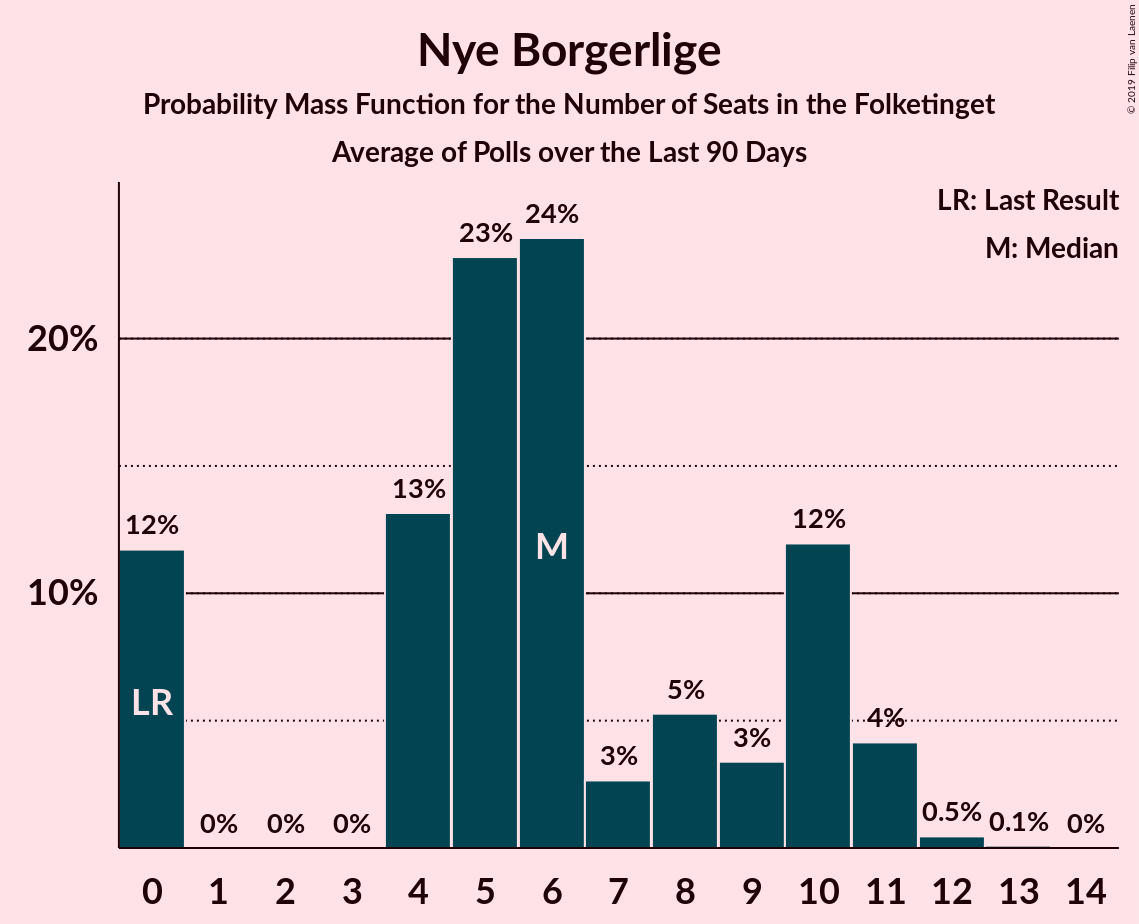 Nye Borgerlige
Probability Mass Function for the Number of Seats in the Folketinget
Average of Polls over the Last 90 Days
© 2019 Filip van Laenen
LR: Last Result
M: Median
20%
10%
12%
0%
0%
0%
13%
23%
24%
3%
5%
3%
12%
4%
0.5%
0.1%
0%
LR
M
0 1 2 3 4 5 6 7 8 9 10 11 12 13 14